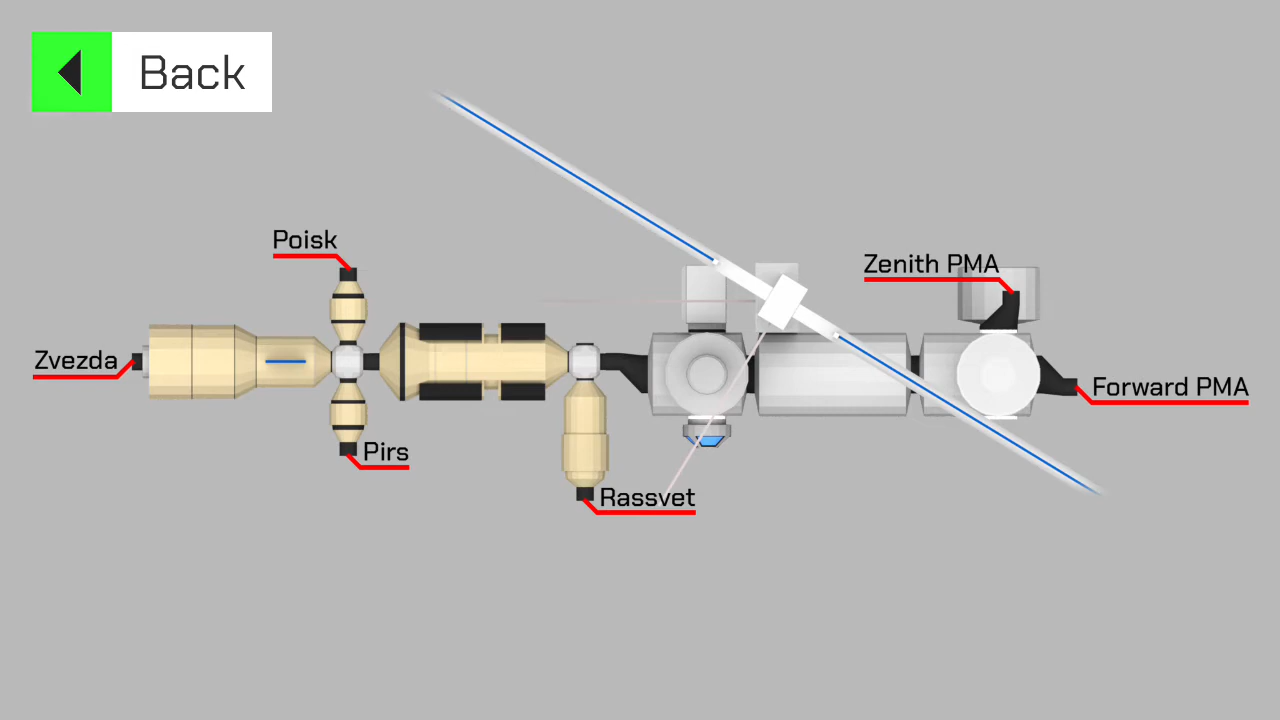 Back
Poisk
Zenith PMA
Zvezda
Forward PMA
Pirs
Rassvet